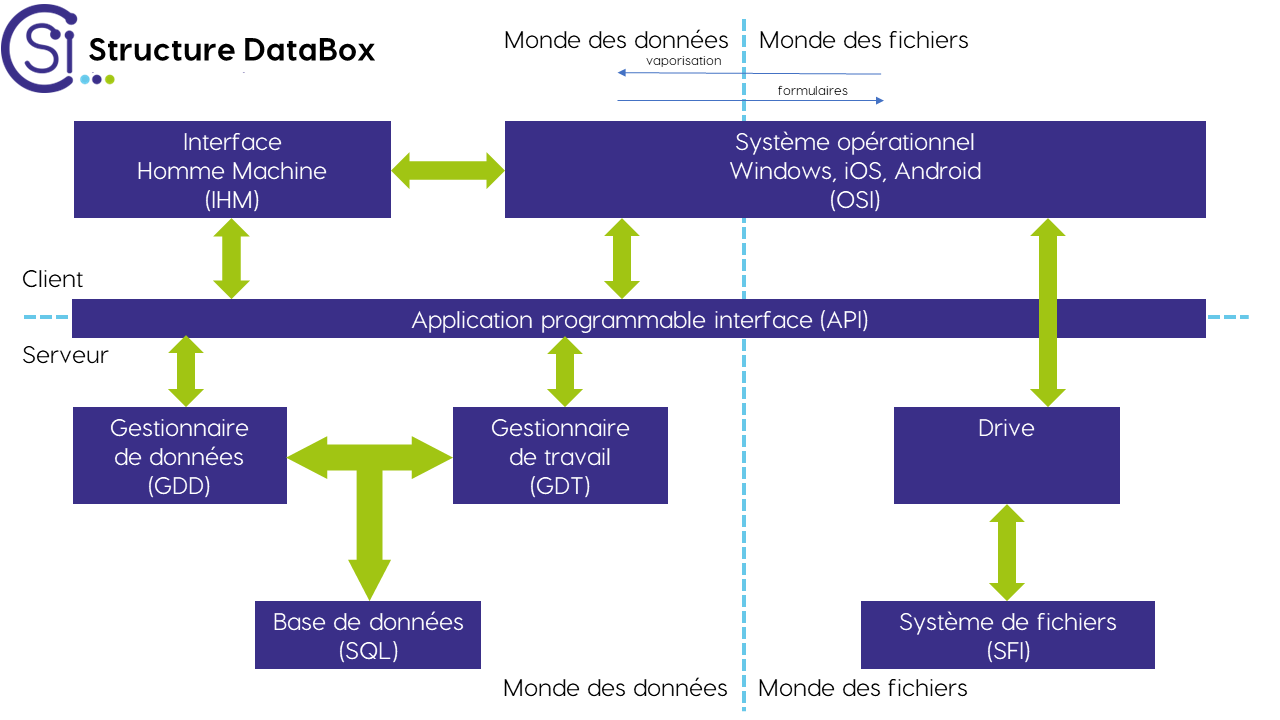 CSi
Structure DataBox
Monde des données
Monde des fichiers
vaporisation
formulaires
Interface
Homme Machine
(IHM)
Système opérationnel
Windows, iOS, Android
(OSI)
Client
Application programmable interface (API)
Serveur
Gestionnaire
de données
(GDD)
Gestionnaire
de travail
(GDT)
Drive
Base de données
(SQL)
Système de fichiers
(SFI)
Monde des données
Monde des fichiers